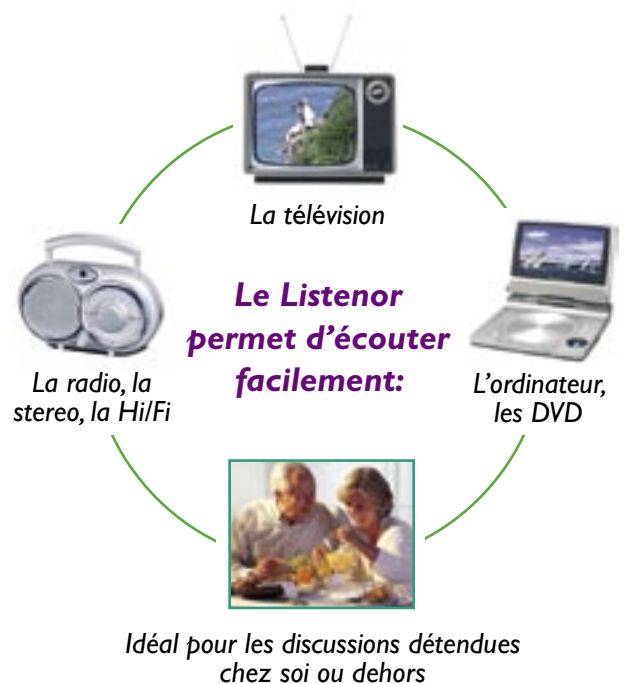 La télévision
Le Listenor
permet d'écouter
facilement:
La radio, la
stereo, la Hi/Fi
L'ordinateur,
les DVD
Idéal pour les discussions détendues
chez soi ou dehors